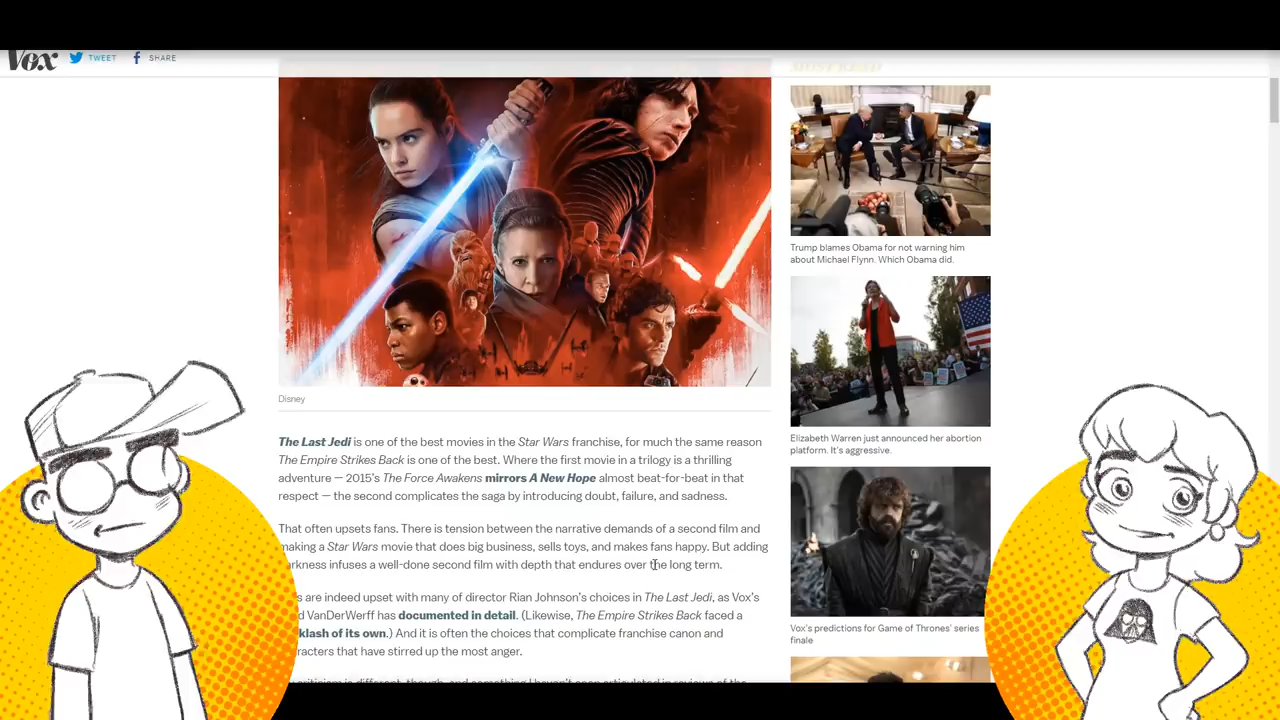 Vox
TWEET
SHARE
MOST READ
Trump blames Obama for not warning him
about Michael Flynn. Which Obama did.
Elizabeth Warren just announced her abortion
platform. It's aggressive.
Vox's predictions for Game of Thrones' series
finale
Disney
The Last Jedi is one of the best movies in the Star Wars franchise, for much the same reason
The Empire Strikes Back is one of the best. Where the first movie in a trilogy is a thrilling
adventure — 2015's The Force Awakens mirrors A New Hope almost beat-for-beat in that
respect — the second complicates the saga by introducing doubt, failure, and sadness.
That often upsets fans. There is tension between the narrative demands of a second film and
making a Star Wars movie that does big business, sells toys, and makes fans happy. But adding
darkness infuses a well-done second film with depth that endures over the long term.
are indeed upset with many of director Rian Johnson's choices in The Last Jedi, as Vox's
VanDerWerff has documented in detail. (Likewise, The Empire Strikes Back faced a
klash of its own.) And it is often the choices that complicate franchise canon and
racters that have stirred up the most anger.